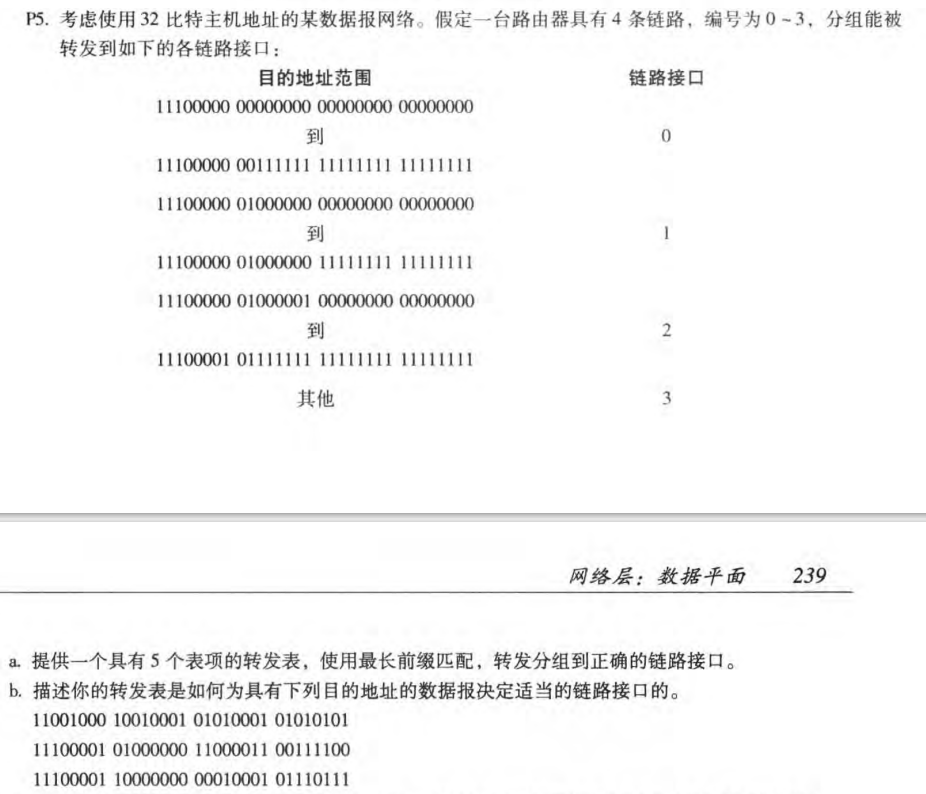 P5. 考虑使用 32 比特主机地址的某数据报网络。假定一台路由器具有 4 条链路，编号为 0 ~ 3，分组能被
转发到如下的各链路接口：
目的地址范围 链路接口
11100000 00000000 00000000 00000000
到 0
11100000 00111111 11111111 11111111
11100000 01000000 00000000 00000000
到 1
11100000 01000000 11111111 11111111
11100000 01000001 00000000 00000000
到 2
11100001 01111111 11111111 11111111
其他 3
网络层：数据平面 239
a. 提供一个具有 5 个表项的转发表，使用最长前缀匹配，转发分组到正确的链路接口。
b. 描述你的转发表是如何为具有下列目的地址的数据报决定适当的链路接口的。
11001000 10010001 01010001 01010101
11100001 01000000 11000011 00111100
11100001 10000000 00010001 01110111